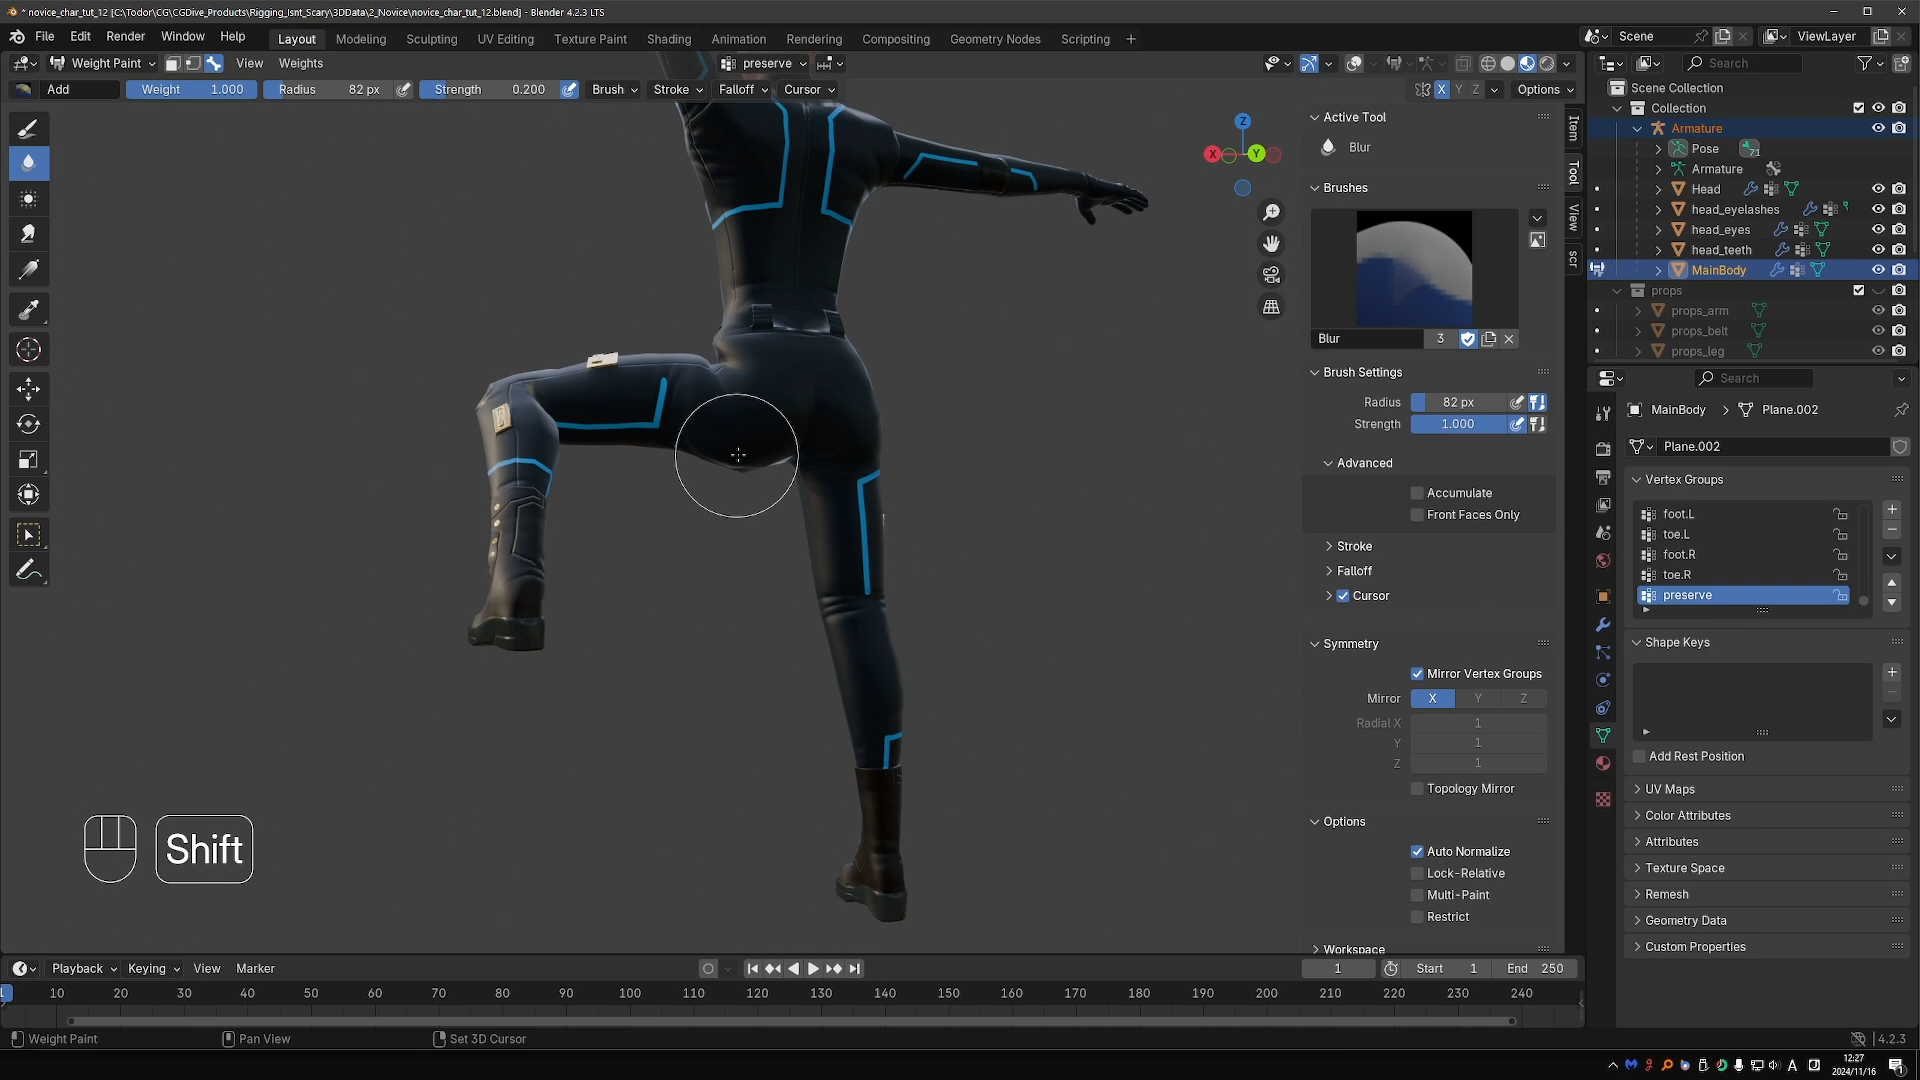 * novice_char_tut_12 [C:\Todor\CG\CGDive_Products\Rigging_Isnt_Scary\3DData\2_Novice\novice_char_tut_12.blend] - Blender 4.2.3 LTS
File Edit Render Window Help Layout Modeling Sculpting UV Editing Texture Paint Shading Animation Rendering Compositing Geometry Nodes Scripting + Scene ViewLayer
Weight Paint View Weights preserve Search
Add Weight 1.000 Radius 82 px Strength 0.200 Brush Stroke Falloff Cursor X Y Z Options
Scene Collection
Collection
Armature
Pose 71
Armature
Head
head_eyelashes
head_eyes
head_teeth
MainBody
props
props_arm
props_belt
props_leg
Z
X Y
Item
Tool
View
scr
Active Tool
Blur
Brushes
Blur 3
Brush Settings
Radius 82 px
Strength 1.000
Advanced
Accumulate
Front Faces Only
Stroke
Falloff
Cursor
Symmetry
Mirror Vertex Groups
Mirror X Y Z
Radial X 1
Y 1
Z 1
Topology Mirror
Options
Auto Normalize
Lock-Relative
Multi-Paint
Restrict
Workspace
Search
MainBody > Plane.002
Plane.002
Vertex Groups
foot.L
toe.L
foot.R
toe.R
preserve
Shape Keys
Add Rest Position
UV Maps
Color Attributes
Attributes
Texture Space
Remesh
Geometry Data
Custom Properties
Shift
Playback Keying View Marker 1 Start 1 End 250
1 10 20 30 40 50 60 70 80 90 100 110 120 130 140 150 160 170 180 190 200 210 220 230 240
Weight Paint Pan View Set 3D Cursor 4.2.3
A 12:27
2024/11/16